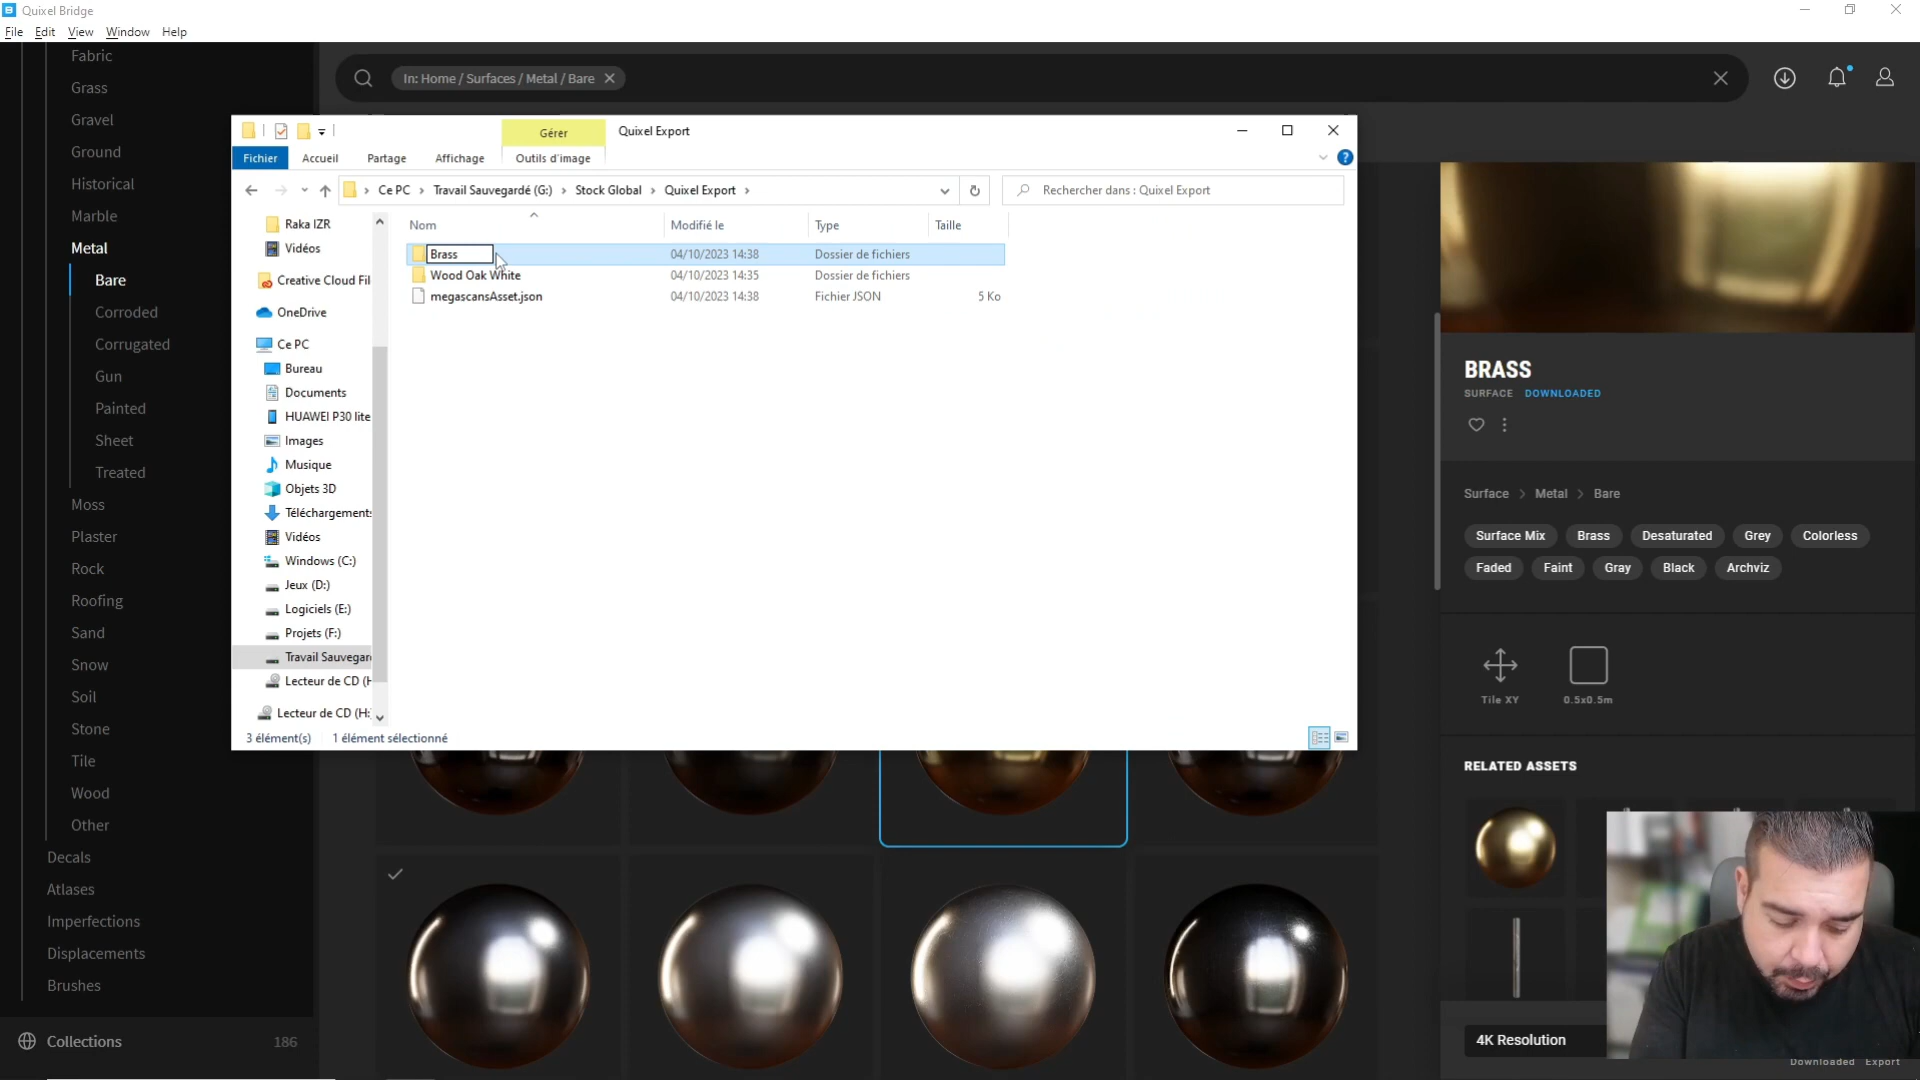 Quixel Bridge
File Edit View Window Help
Fabric
Grass
Gravel
Ground
Historical
Marble
Metal
Bare
Corroded
Corrugated
Gun
Painted
Sheet
Treated
Moss
Plaster
Rock
Roofing
Sand
Snow
Soil
Stone
Tile
Wood
Other
Decals
Atlases
Imperfections
Displacements
Brushes
Collections 186
In: Home / Surfaces / Metal / Bare
Gérer Quixel Export
Fichier Accueil Partage Affichage Outils d'image
Ce PC › Travail Sauvegardé (G:) › Stock Global › Quixel Export ›
Rechercher dans : Quixel Export
Raka IZR
Vidéos
Creative Cloud Fil
OneDrive
Ce PC
Bureau
Documents
HUAWEI P30 lite
Images
Musique
Objets 3D
Téléchargements
Vidéos
Windows (C:)
Jeux (D:)
Logiciels (E:)
Projets (F:)
Travail Sauvegar
Lecteur de CD (H
Lecteur de CD (H:
Nom Modifié le Type Taille
Brass 04/10/2023 14:38 Dossier de fichiers
Wood Oak White 04/10/2023 14:35 Dossier de fichiers
megascansAsset.json 04/10/2023 14:38 Fichier JSON 5 Ko
3 élément(s) 1 élément sélectionné
BRASS
SURFACE DOWNLOADED
Surface > Metal > Bare
Surface Mix Brass Desaturated Grey Colorless
Faded Faint Gray Black Archviz
Tile XY 0.5x0.5m
RELATED ASSETS
4K Resolution
Downloaded Export